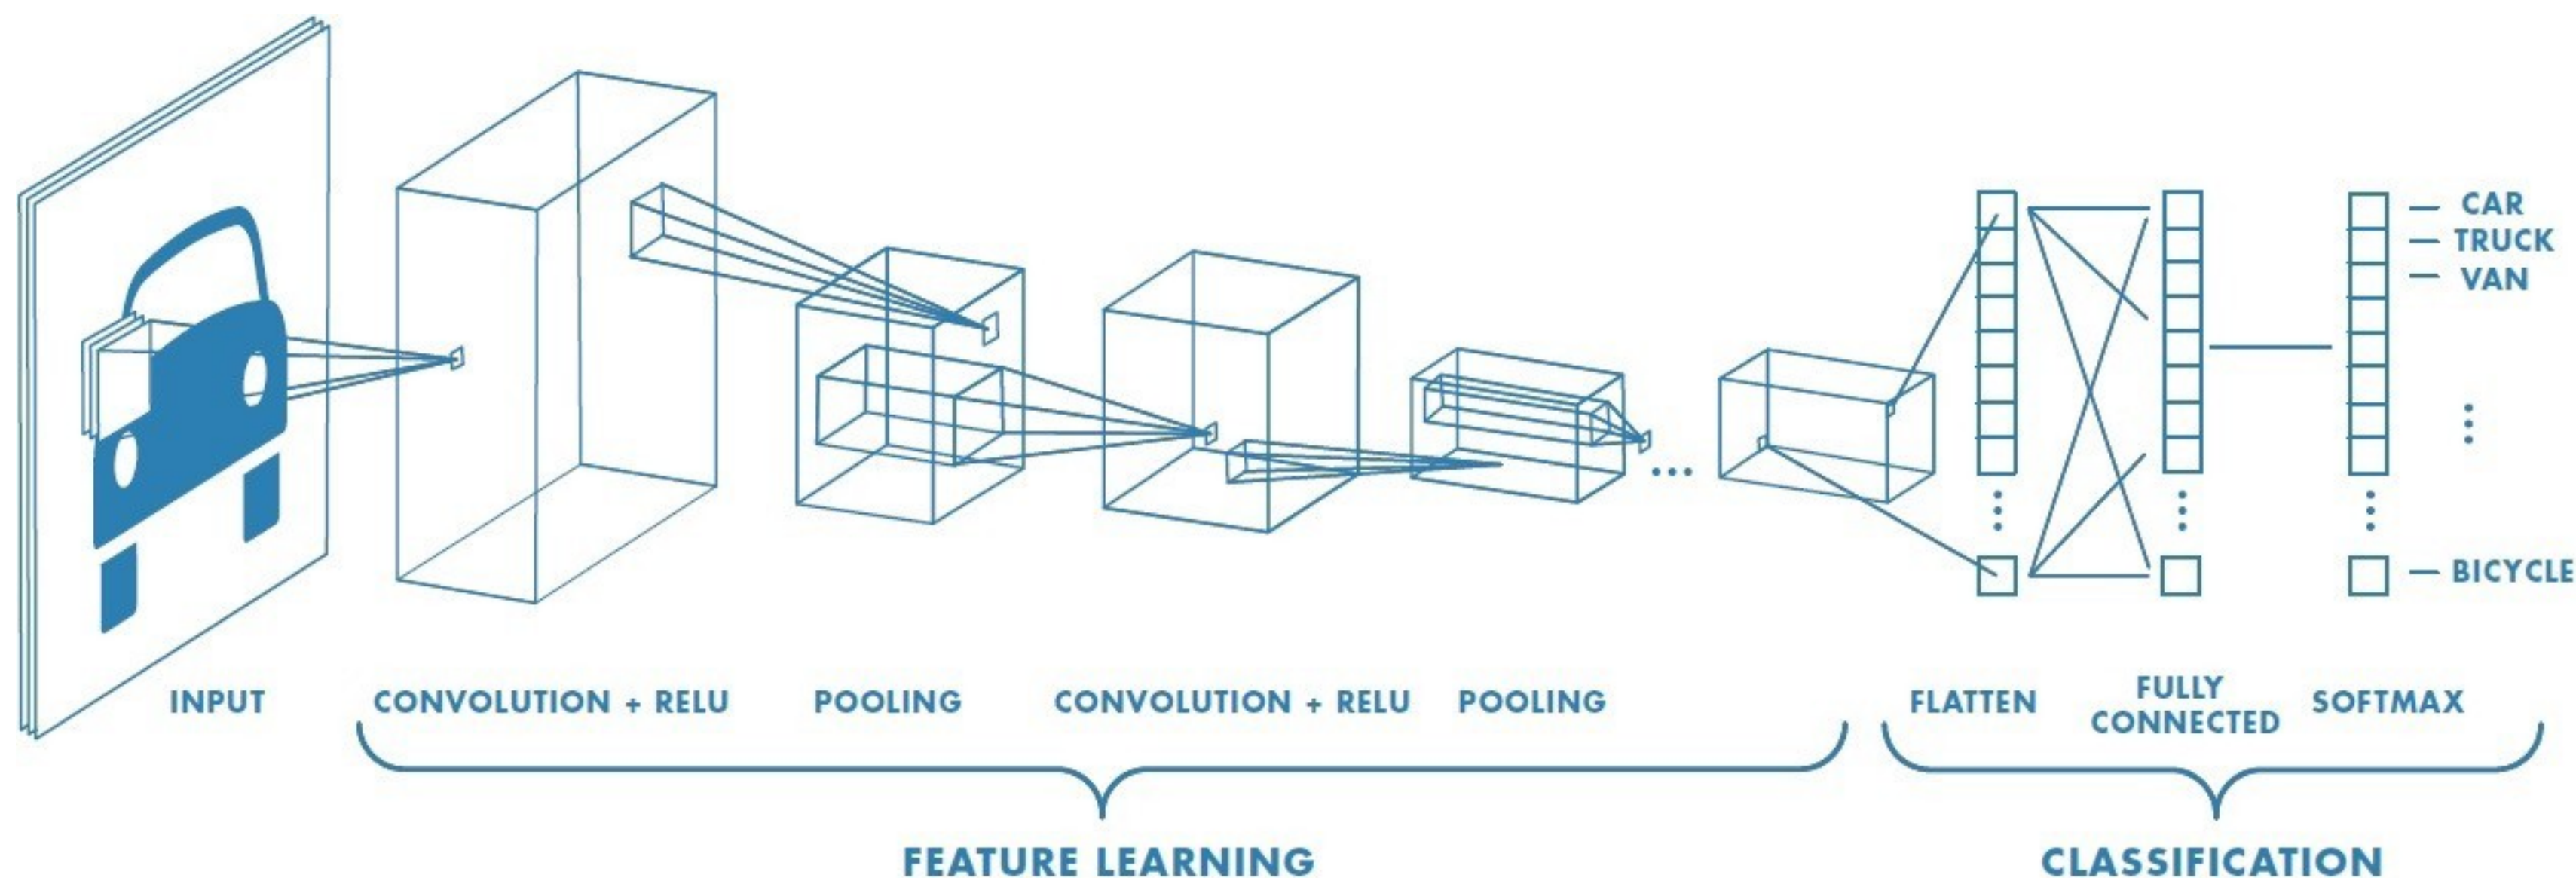 CAR
TRUCK
VAN
BICYCLE
INPUT
CONVOLUTION + RELU
POOLING
CONVOLUTION + RELU
POOLING
FLATTEN
FULLY
CONNECTED
SOFTMAX
FEATURE LEARNING
CLASSIFICATION